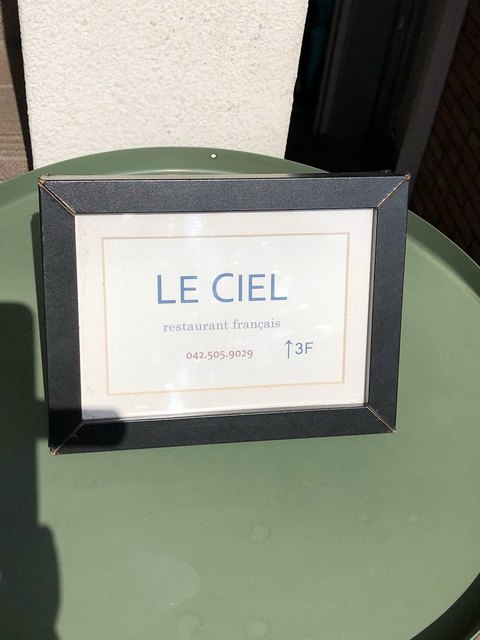 LE CIEL
restaurant français
042.505.9029 ↑3F